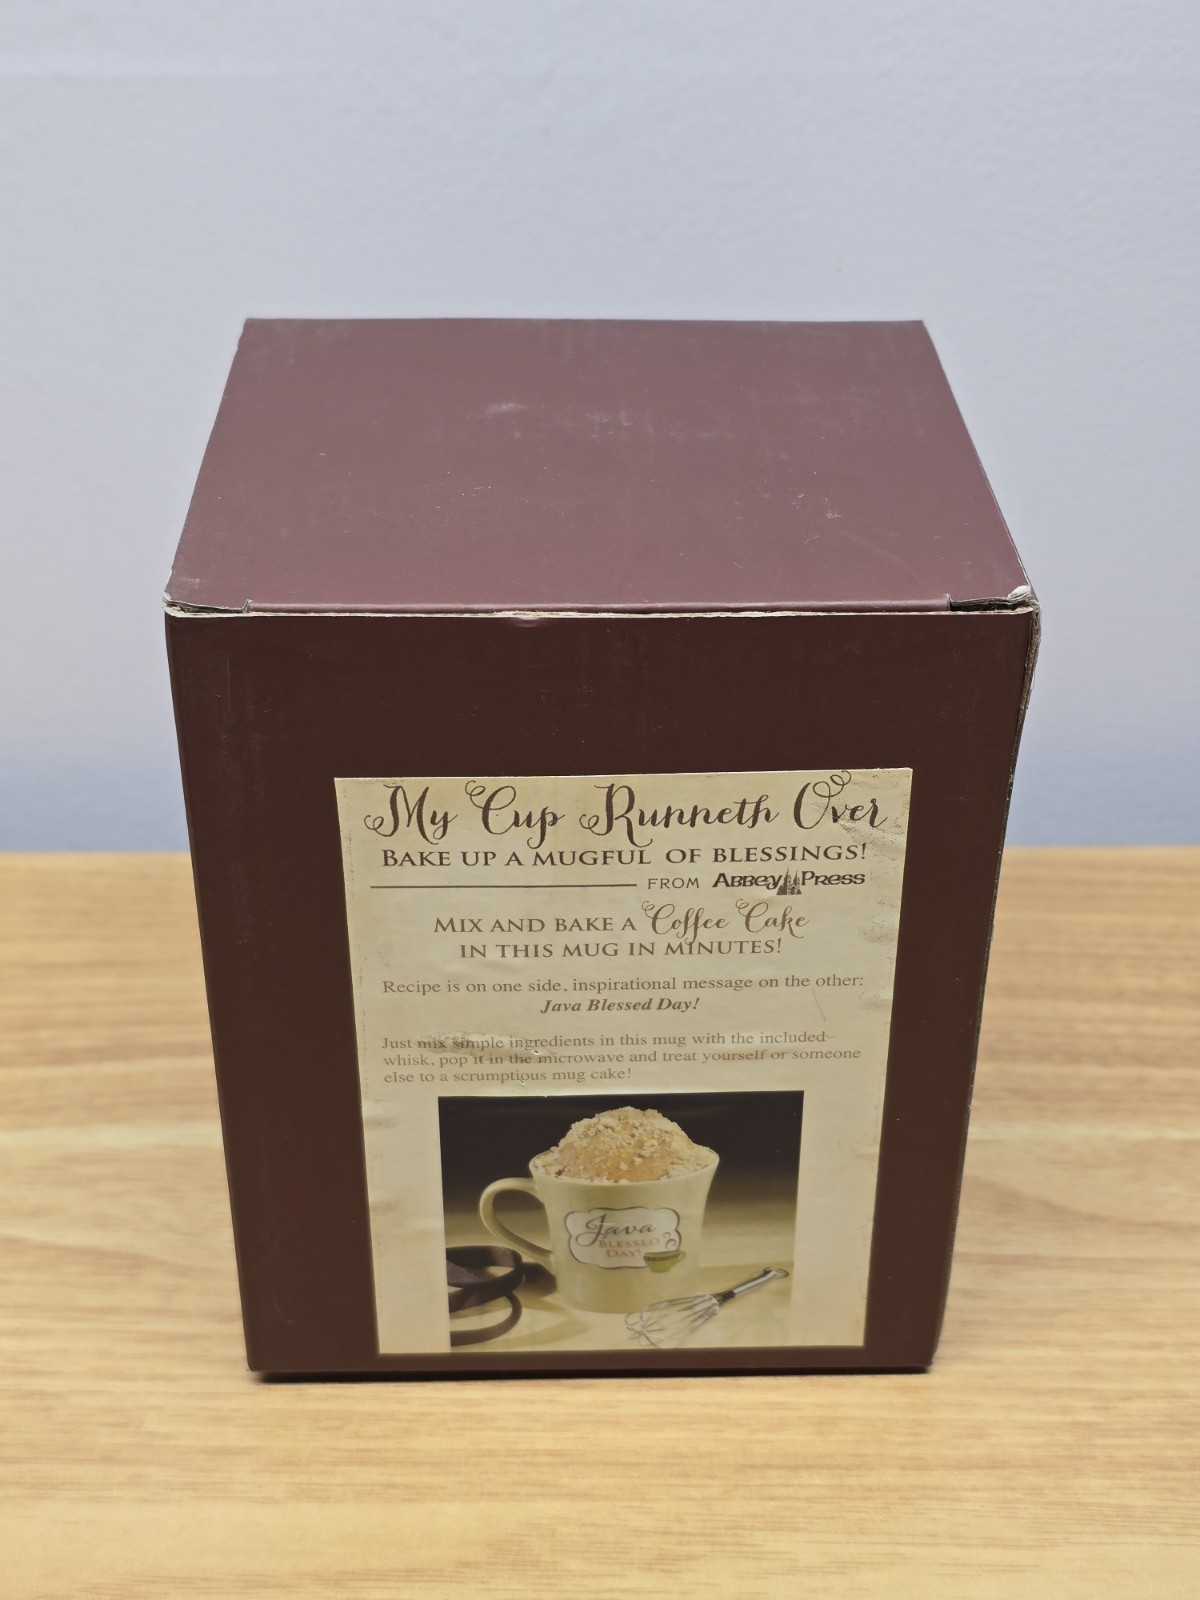 My Cup Runneth Over
BAKE UP A MUGFUL OF BLESSINGS!
FROM ABBEY PRESS
MIX AND BAKE A Coffee Cake
IN THIS MUG IN MINUTES!
Recipe is on one side, inspirational message on the other:
Java Blessed Day!
Just mix simple ingredients in this mug with the included
whisk, pop it in the microwave and treat yourself or someone
else to a scrumptious mug cake!
Java
BLESSED
DAY!